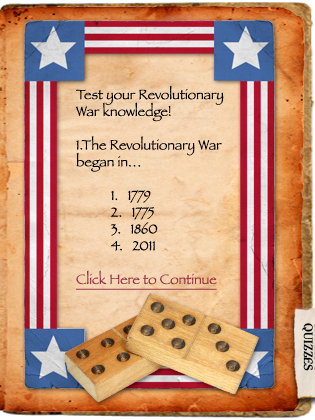 Test your Revolutionary
War knowledge!
1.The Revolutionary War
began in...
1. 1779
2. 1775
3. 1860
4. 2011
Click Here to Continue
QUIZZES